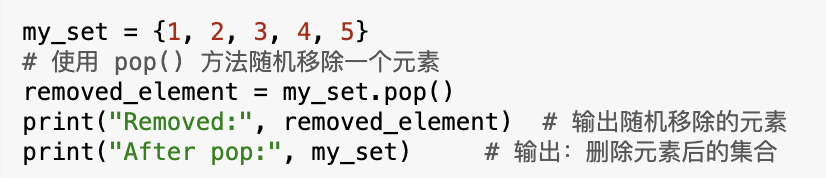 my_set = {1, 2, 3, 4, 5}
# 使用 pop() 方法随机移除一个元素
removed_element = my_set.pop()
print("Removed:", removed_element)  # 输出随机移除的元素
print("After pop:", my_set)     # 输出：删除元素后的集合